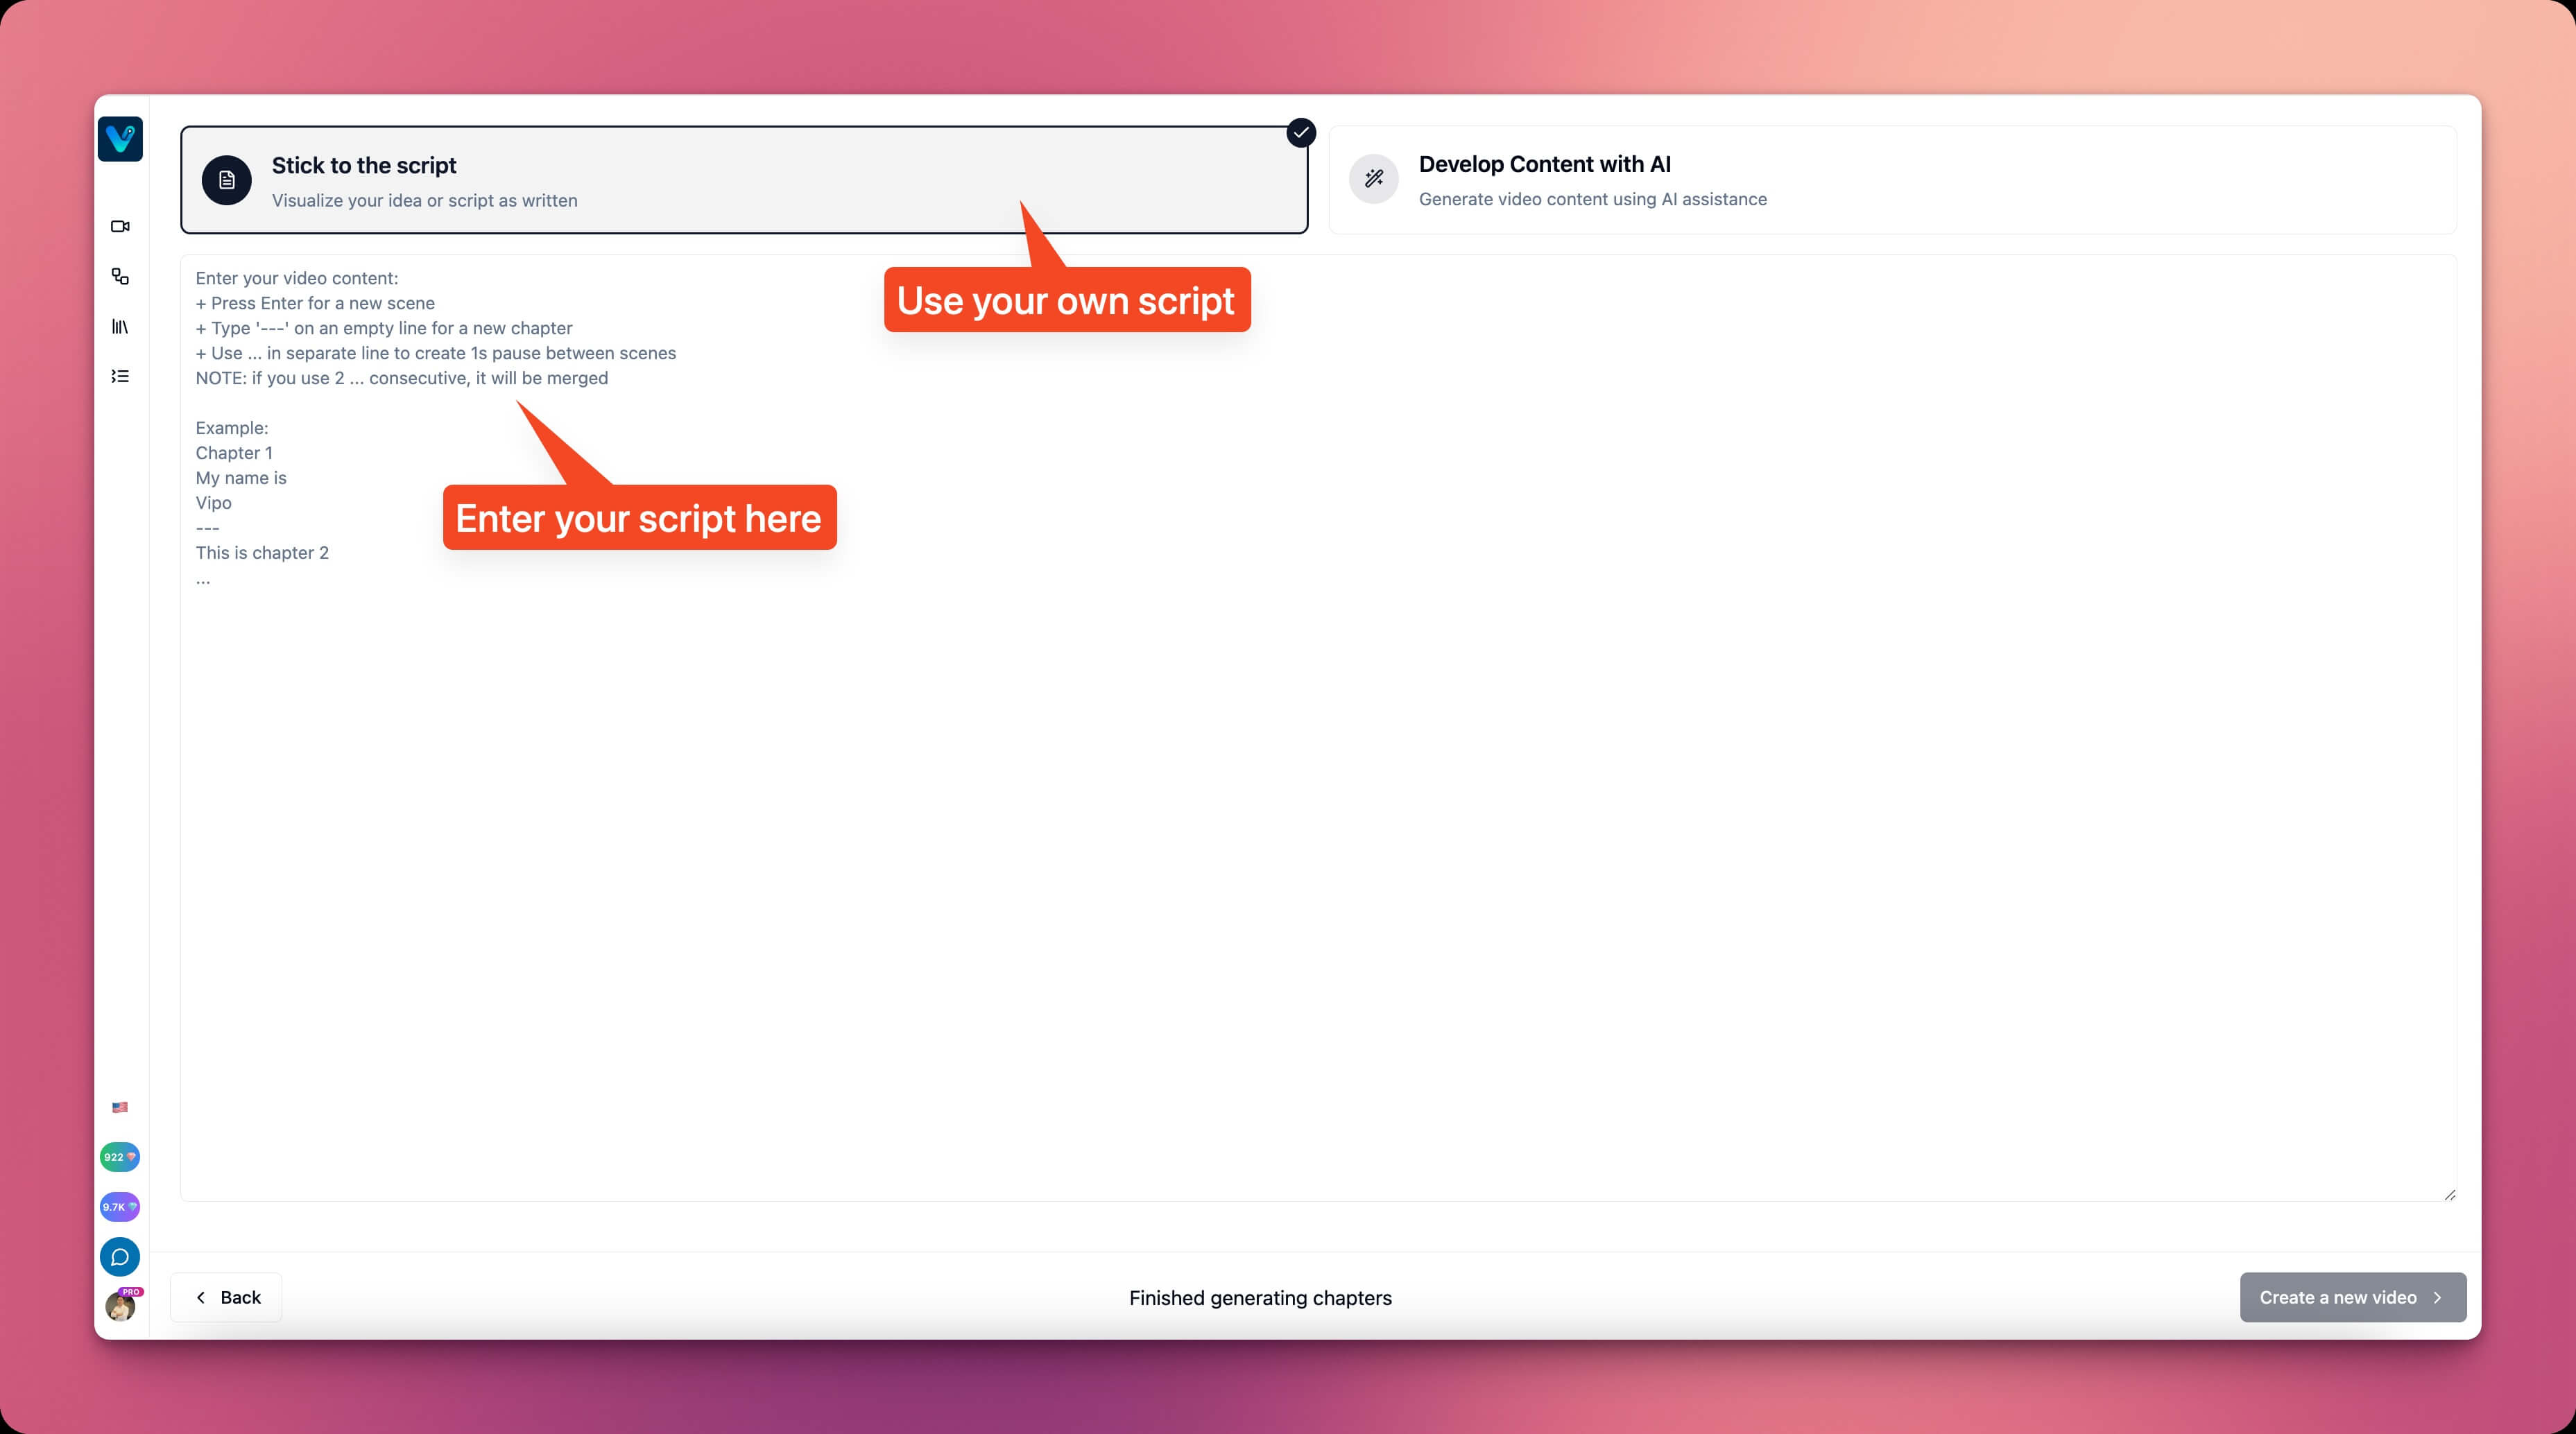 Stick to the script
Visualize your idea or script as written
Develop Content with AI
Generate video content using AI assistance
Use your own script
Enter your video content:
+ Press Enter for a new scene
+ Type '---' on an empty line for a new chapter
+ Use ... in separate line to create 1s pause between scenes
NOTE: if you use 2 ... consecutive, it will be merged
Example:
Chapter 1
My name is
Vipo
---
This is chapter 2
...
Enter your script here
922
9.7K
PRO
Back
Finished generating chapters
Create a new video